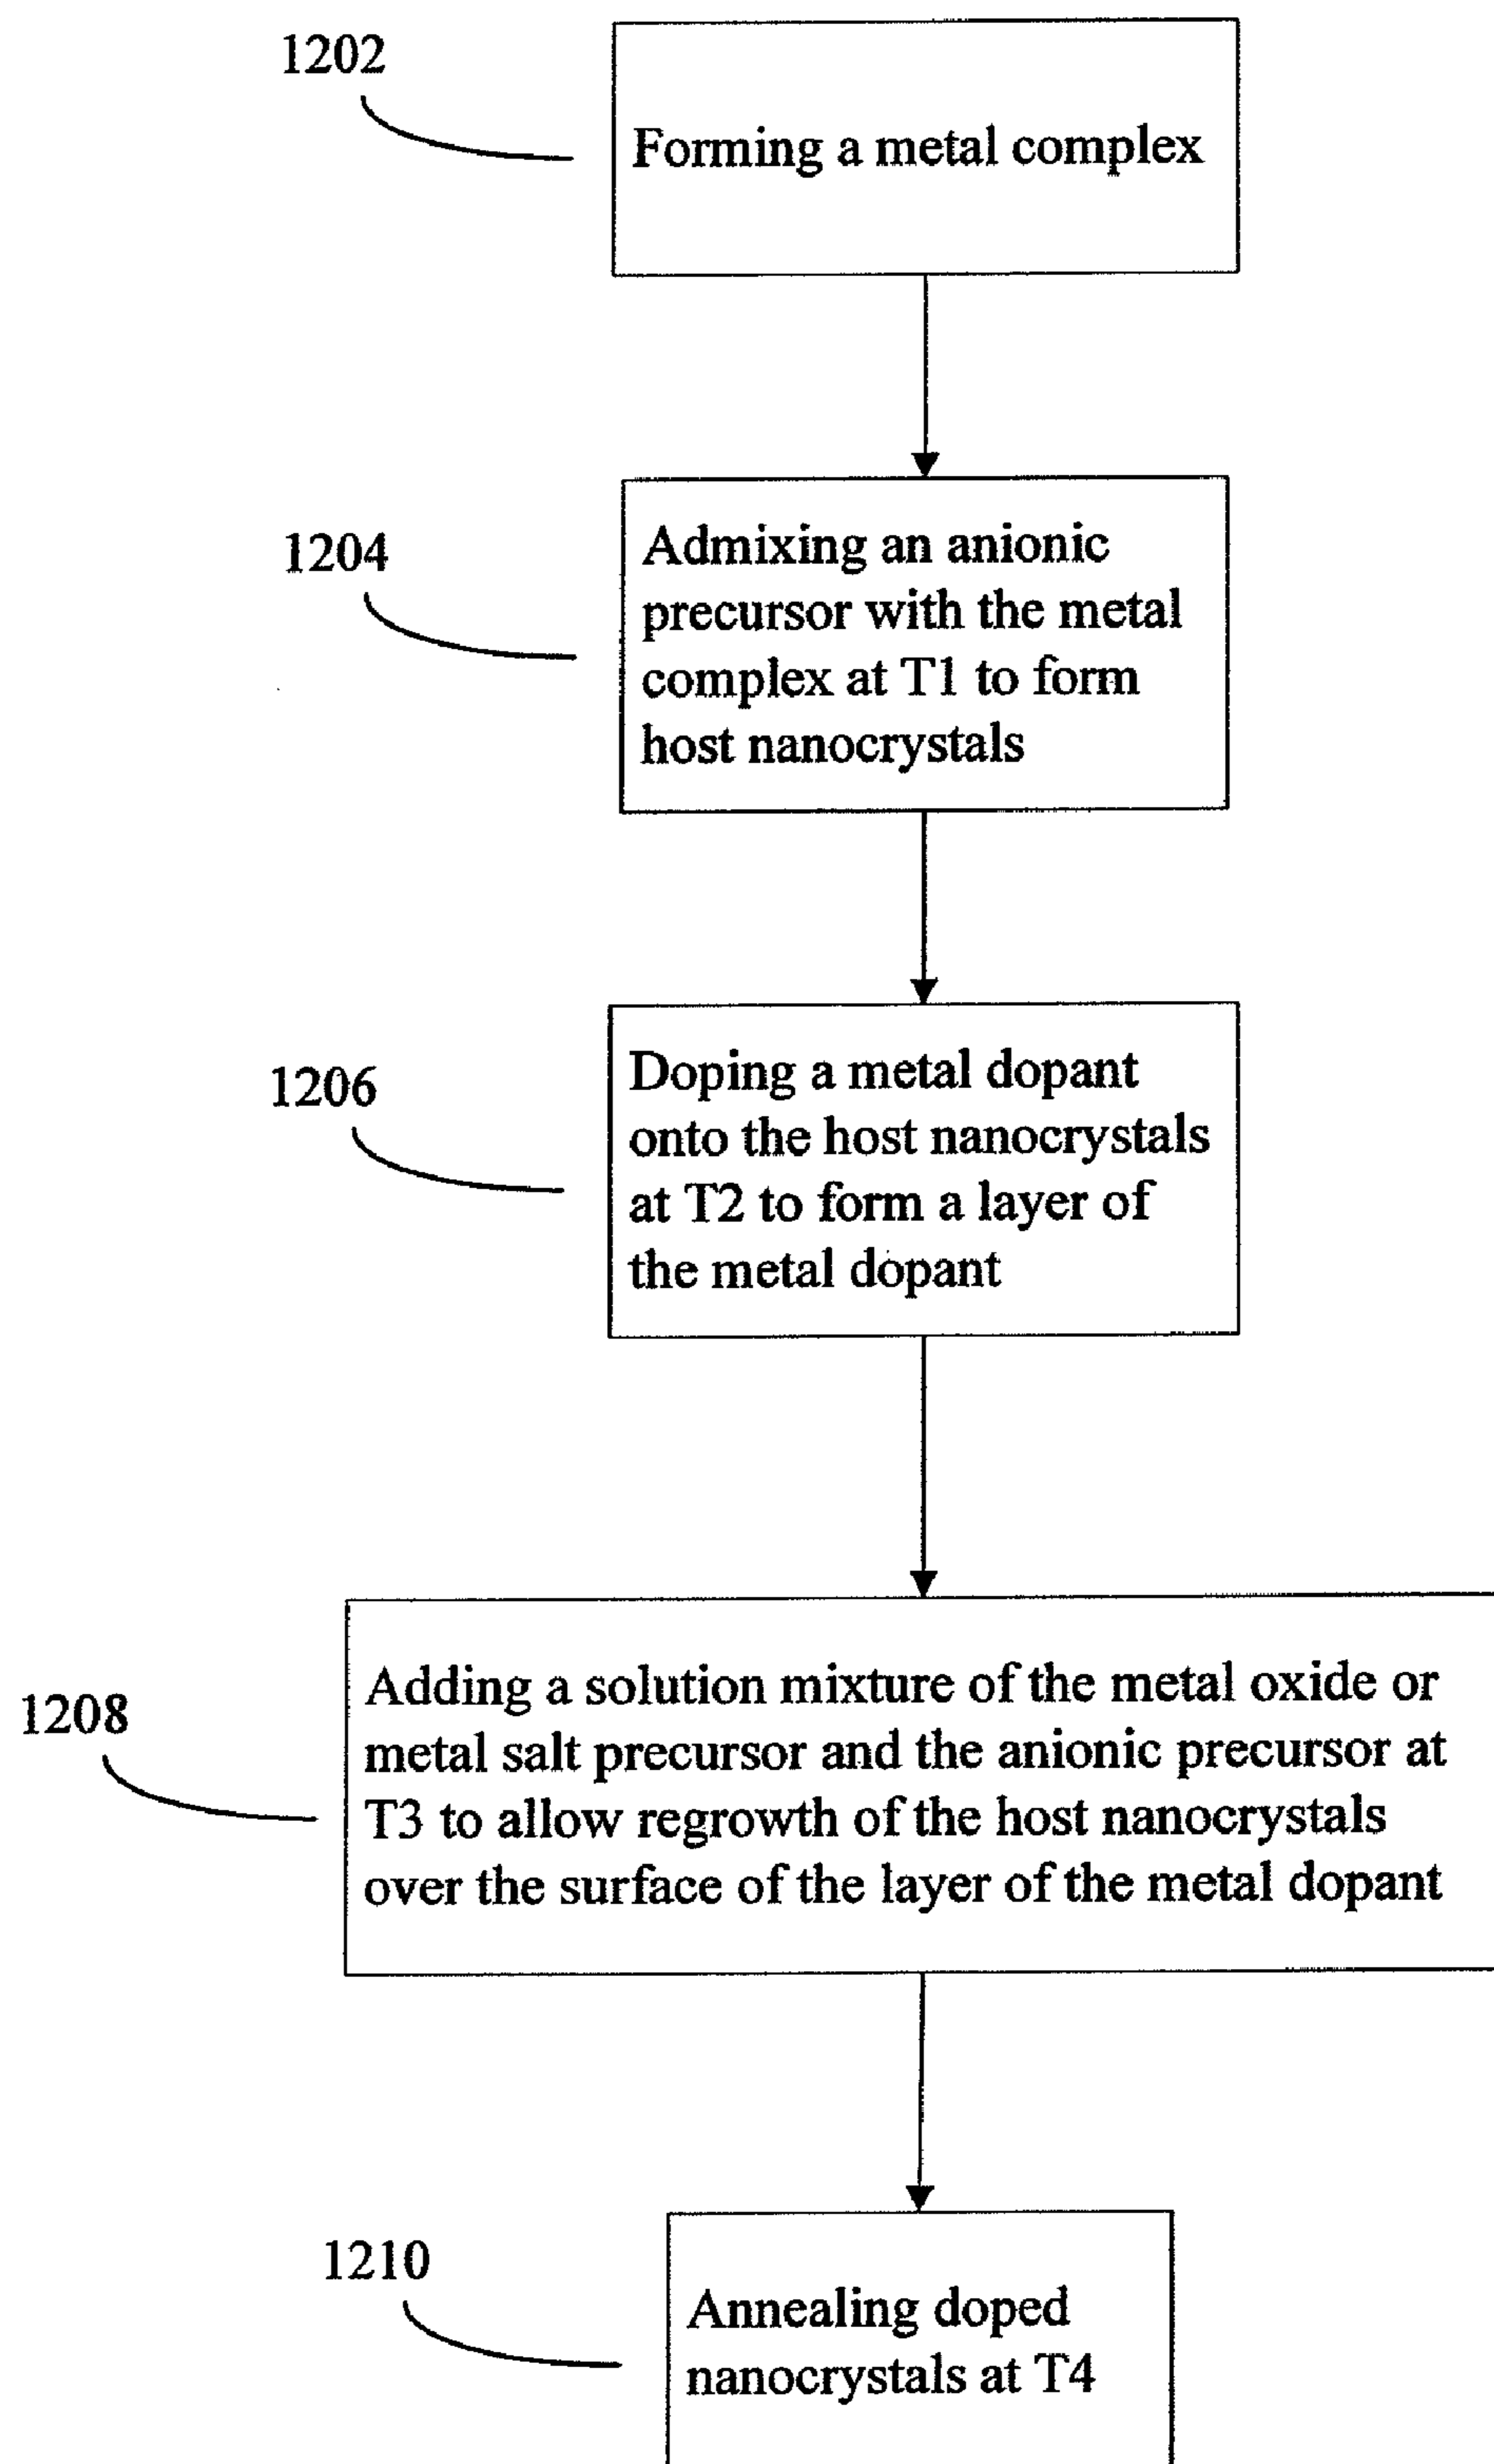 1202
Forming a metal complex
1204
Admixing an anionic
precursor with the metal
complex at T1 to form
host nanocrystals
1206
Doping a metal dopant
onto the host nanocrystals
at T2 to form a layer of
the metal dopant
1208
Adding a solution mixture of the metal oxide or
metal salt precursor and the anionic precursor at
T3 to allow regrowth of the host nanocrystals
over the surface of the layer of the metal dopant
1210
Annealing doped
nanocrystals at T4